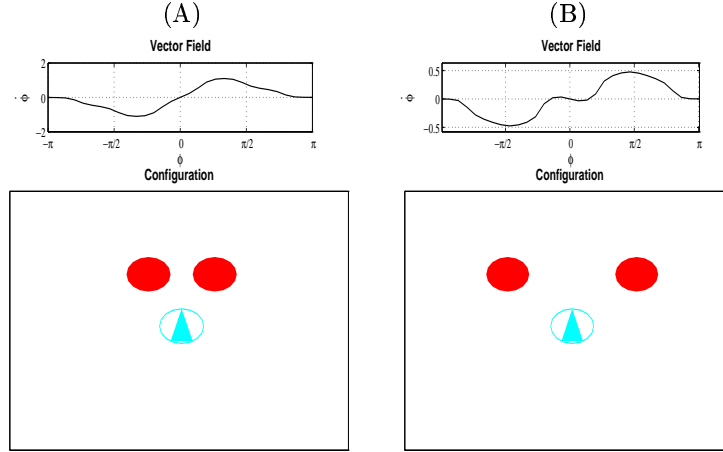 (A)
Vector Field
2
0
−2
φ̇
−π
−π/2
0
π/2
π
φ
Configuration
(B)
Vector Field
0.5
0
−0.5
φ̇
−π/2
0
π/2
π
φ
Configuration